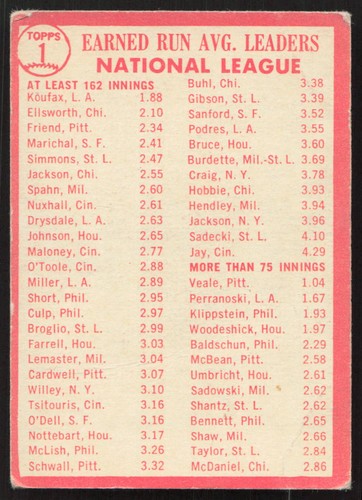 TOPPS
1
EARNED RUN AVG. LEADERS
NATIONAL LEAGUE
AT LEAST 162 INNINGS
Koufax, L. A. 1.88
Ellsworth, Chi. 2.10
Friend, Pitt. 2.34
Marichal, S. F. 2.41
Simmons, St. L. 2.47
Jackson, Chi. 2.55
Spahn, Mil. 2.60
Nuxhall, Cin. 2.60
Drysdale, L. A. 2.63
Johnson, Hou. 2.65
Maloney, Cin. 2.77
O'Toole, Cin. 2.88
Miller, L. A. 2.89
Short, Phil. 2.95
Culp, Phil. 2.97
Broglio, St. L. 2.99
Farrell, Hou. 3.03
Lemaster, Mil. 3.04
Cardwell, Pitt. 3.07
Willey, N. Y. 3.10
Tsitouris, Cin. 3.16
O'Dell, S. F. 3.16
Nottebart, Hou. 3.17
McLish, Phil. 3.26
Schwall, Pitt. 3.32
Buhl, Chi. 3.38
Gibson, St. L. 3.39
Sanford, S. F. 3.52
Podres, L. A. 3.55
Bruce, Hou. 3.60
Burdette, Mil.-St. L. 3.69
Craig, N. Y. 3.78
Hobbie, Chi. 3.93
Hendley, Mil. 3.94
Jackson, N. Y. 3.96
Sadecki, St. L. 4.10
Jay, Cin. 4.29
MORE THAN 75 INNINGS
Veale, Pitt. 1.04
Perranoski, L. A. 1.67
Klippstein, Phil. 1.93
Woodeshick, Hou. 1.97
Baldschun, Phil. 2.29
McBean, Pitt. 2.58
Umbricht, Hou. 2.61
Sadowski, Mil. 2.62
Shantz, St. L. 2.62
Bennett, Phil. 2.65
Shaw, Mil. 2.66
Taylor, St. L. 2.84
McDaniel, Chi. 2.86